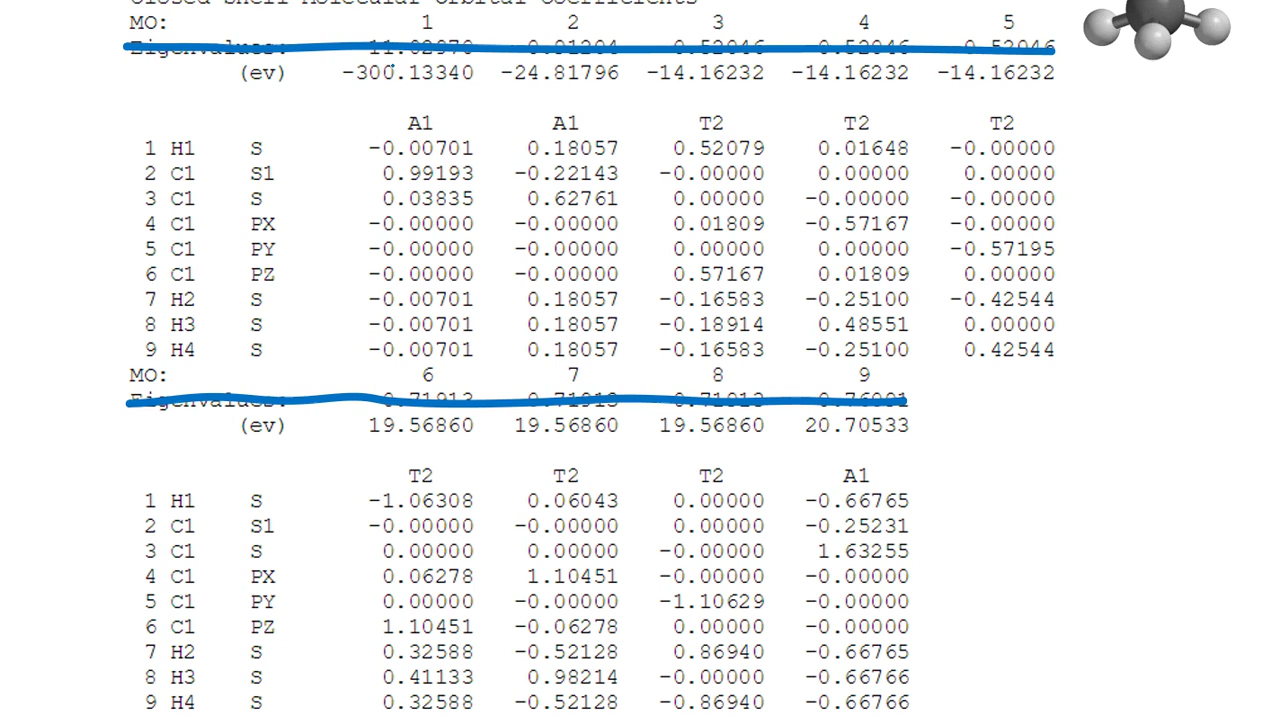 Closed Shell Molecular Orbital Coefficients
MO: 1 2 3 4 5
Eigenvalues:
(ev) -300.13340 -24.81796 -14.16232 -14.16232 -14.16232
A1 A1 T2 T2 T2
1 H1 S -0.00701 0.18057 0.52079 0.01648 -0.00000
2 C1 S1 0.99193 -0.22143 -0.00000 0.00000 0.00000
3 C1 S 0.03835 0.62761 0.00000 -0.00000 -0.00000
4 C1 PX -0.00000 -0.00000 0.01809 -0.57167 -0.00000
5 C1 PY -0.00000 -0.00000 0.00000 0.00000 -0.57195
6 C1 PZ -0.00000 -0.00000 0.57167 0.01809 0.00000
7 H2 S -0.00701 0.18057 -0.16583 -0.25100 -0.42544
8 H3 S -0.00701 0.18057 -0.18914 0.48551 0.00000
9 H4 S -0.00701 0.18057 -0.16583 -0.25100 0.42544
MO: 6 7 8 9
Eigenvalues:
(ev) 19.56860 19.56860 19.56860 20.70533
T2 T2 T2 A1
1 H1 S -1.06308 0.06043 0.00000 -0.66765
2 C1 S1 -0.00000 -0.00000 0.00000 -0.25231
3 C1 S 0.00000 0.00000 -0.00000 1.63255
4 C1 PX 0.06278 1.10451 -0.00000 -0.00000
5 C1 PY 0.00000 -0.00000 -1.10629 -0.00000
6 C1 PZ 1.10451 -0.06278 0.00000 -0.00000
7 H2 S 0.32588 -0.52128 0.86940 -0.66765
8 H3 S 0.41133 0.98214 -0.00000 -0.66766
9 H4 S 0.32588 -0.52128 -0.86940 -0.66766